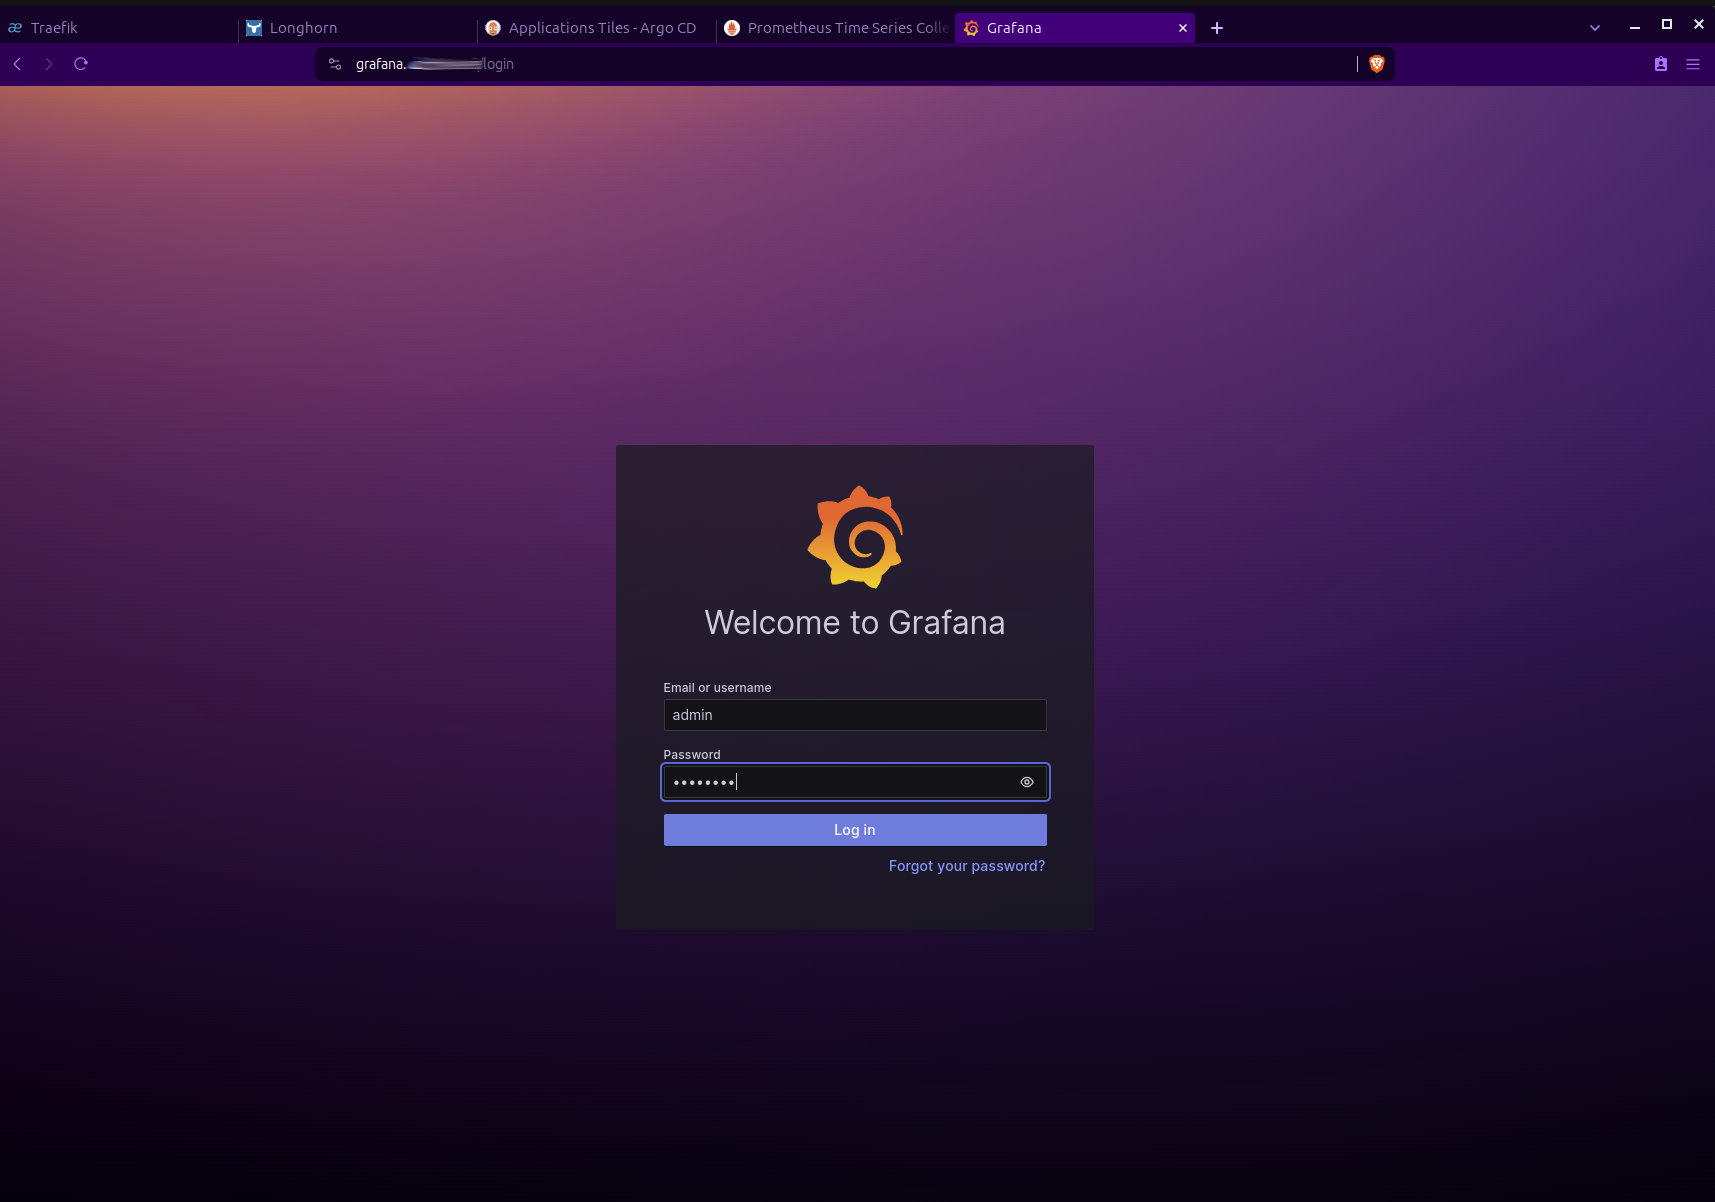 Traefik
Longhorn
Applications Tiles - Argo CD
Prometheus Time Series Colle
Grafana
grafana. /login
Welcome to Grafana
Email or username
admin
Password
Log in
Forgot your password?